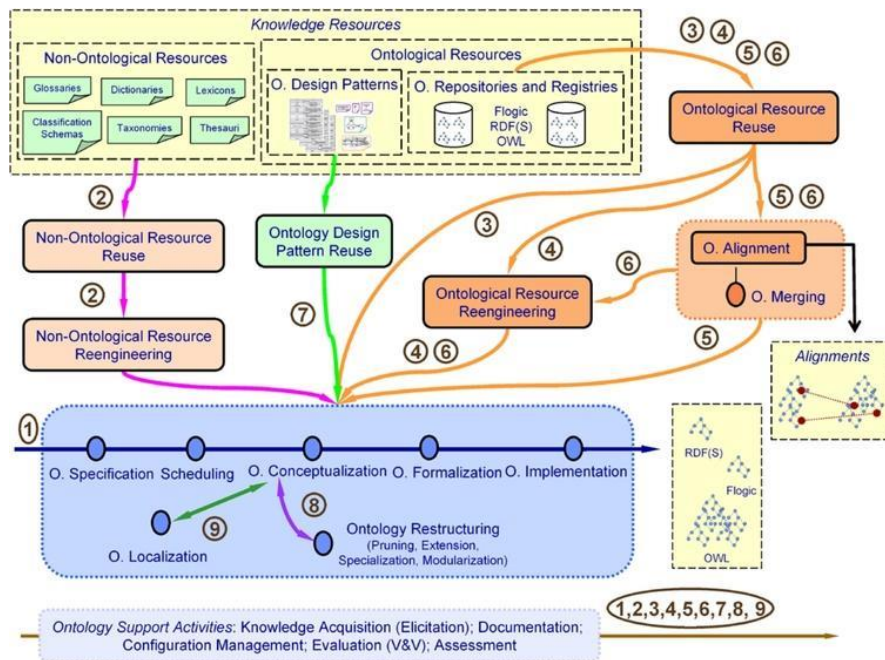 Knowledge Resources
Non-Ontological Resources
Glossaries
Dictionaries
Lexicons
Classification
Schemas
Taxonomies
Thesauri
Ontological Resources
O. Design Patterns
O. Repositories and Registries
Flogic
RDF(S)
OWL
3 4
5 6
Ontological Resource
Reuse
2
3
5 6
Non-Ontological Resource
Reuse
Ontology Design
Pattern Reuse
4
O. Alignment
6
O. Merging
2
7
Ontological Resource
Reengineering
Non-Ontological Resource
Reengineering
4 6
5
Alignments
1
O. Specification
Scheduling
O. Conceptualization
O. Formalization
O. Implementation
RDF(S)
Flogic
OWL
9
8
O. Localization
Ontology Restructuring
(Pruning, Extension,
Specialization, Modularization)
1,2,3,4,5,6,7,8, 9
Ontology Support Activities: Knowledge Acquisition (Elicitation); Documentation;
Configuration Management; Evaluation (V&V); Assessment